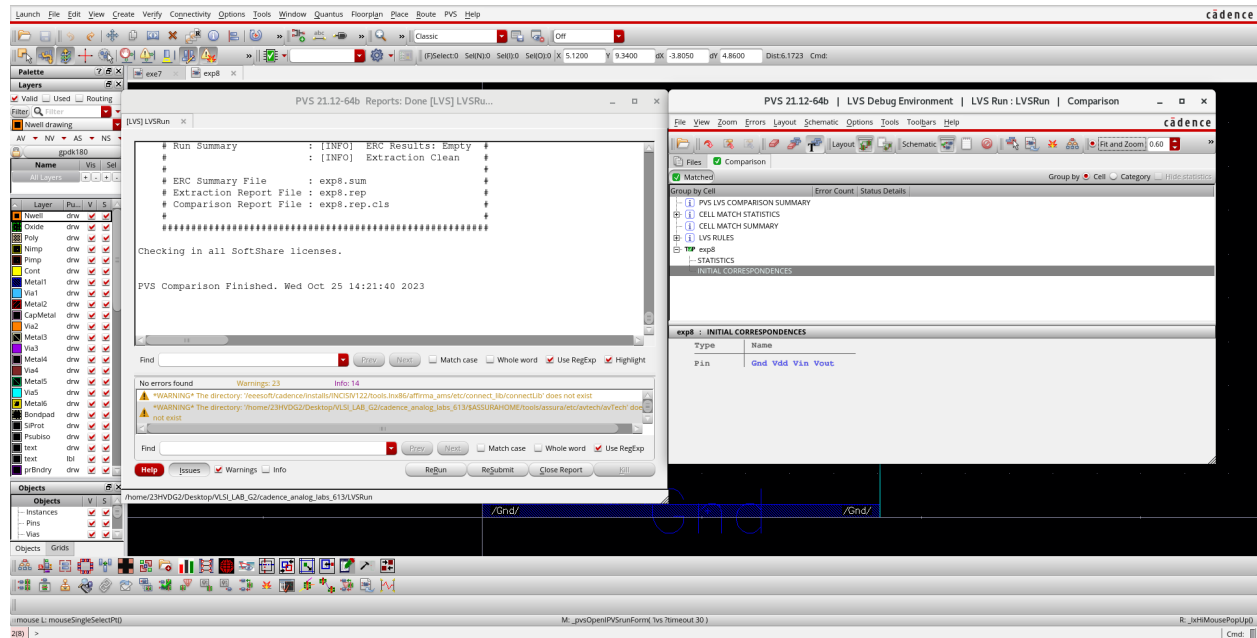 Launch File Edit View Create Verify Connectivity Options Tools Window Quantus Floorplan Place Route PVS Help
cādence
Classic
Off
(F)Select:0 Sel(N):0 Sel(I):0 Sel(O):0 X 5.1200 Y 9.3400 dX -3.8050 dY 4.8600 Dist:6.1723 Cmd:
Palette
exe7
exp8
Layers
Valid Used Routing
Filter
Filter
Nwell drawing
AV NV AS NS
gpdk180
Name Vis Sel
All Layers
Layer Pu... V S
Nwell drw
Oxide drw
Poly drw
Nimp drw
Pimp drw
Cont drw
Metal1 drw
Via1 drw
Metal2 drw
CapMetal drw
Via2 drw
Metal3 drw
Via3 drw
Metal4 drw
Via4 drw
Metal5 drw
Via5 drw
Metal6 drw
Bondpad drw
SiProt drw
Psubiso drw
text drw
text lbl
prBndry drw
Objects
Objects V S
Instances
Pins
Vias
Objects Grids
PVS 21.12-64b Reports: Done [LVS] LVSRu...
[LVS] LVSRun
# Run Summary : [INFO] ERC Results: Empty #
# : [INFO] Extraction Clean #
# #
# ERC Summary File : exp8.sum #
# Extraction Report File : exp8.rep #
# Comparison Report File : exp8.rep.cls #
# #
Checking in all SoftShare licenses.
PVS Comparison Finished. Wed Oct 25 14:21:40 2023
Find Prev Next Match case Whole word Use RegExp Highlight
No errors found Warnings: 23 Info: 14
*WARNING* The directory: '/eeesoft/cadence/installs/INCISIV122/tools.lnx86/affirma_ams/etc/connect_lib/connectLib' does not exist
*WARNING* The directory: '/home/23HVDG2/Desktop/VLSI_LAB_G2/cadence_analog_labs_613/$ASSURAHOME/tools/assura/etc/avtech/avTech' does
not exist
Find Prev Next Match case Whole word Use RegExp
Help Issues Warnings Info ReRun ReSubmit Close Report Kill
/home/23HVDG2/Desktop/VLSI_LAB_G2/cadence_analog_labs_613/LVSRun
PVS 21.12-64b | LVS Debug Environment | LVS Run : LVSRun | Comparison
File View Zoom Errors Layout Schematic Options Tools Toolbars Help
cādence
Layout Schematic Fit and Zoom 0.60
Files Comparison
Matched Group by Cell Category Hide statistics
Group by Cell Error Count Status Details
PVS LVS COMPARISON SUMMARY
CELL MATCH STATISTICS
CELL MATCH SUMMARY
LVS RULES
TOP exp8
STATISTICS
INITIAL CORRESPONDENCES
exp8 : INITIAL CORRESPONDENCES
Type Name
Pin Gnd Vdd Vin Vout
/Gnd/ Gnd /Gnd/
mouse L: mouseSingleSelectPt()
M: _pvsOpenIPVSrunForm( 'lvs ?timeout 30 )
R: _lxHiMousePopUp()
2(8) >
Cmd: